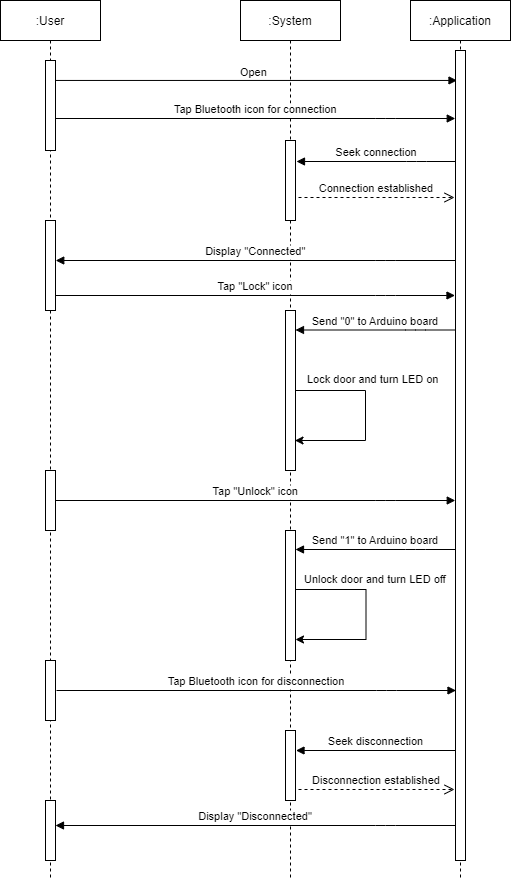 :User
:System
:Application
Open
Tap Bluetooth icon for connection
Seek connection
Connection established
Display "Connected"
Tap "Lock" icon
Send "0" to Arduino board
Lock door and turn LED on
Tap "Unlock" icon
Send "1" to Arduino board
Unlock door and turn LED off
Tap Bluetooth icon for disconnection
Seek disconnection
Disconnection established
Display "Disconnected"